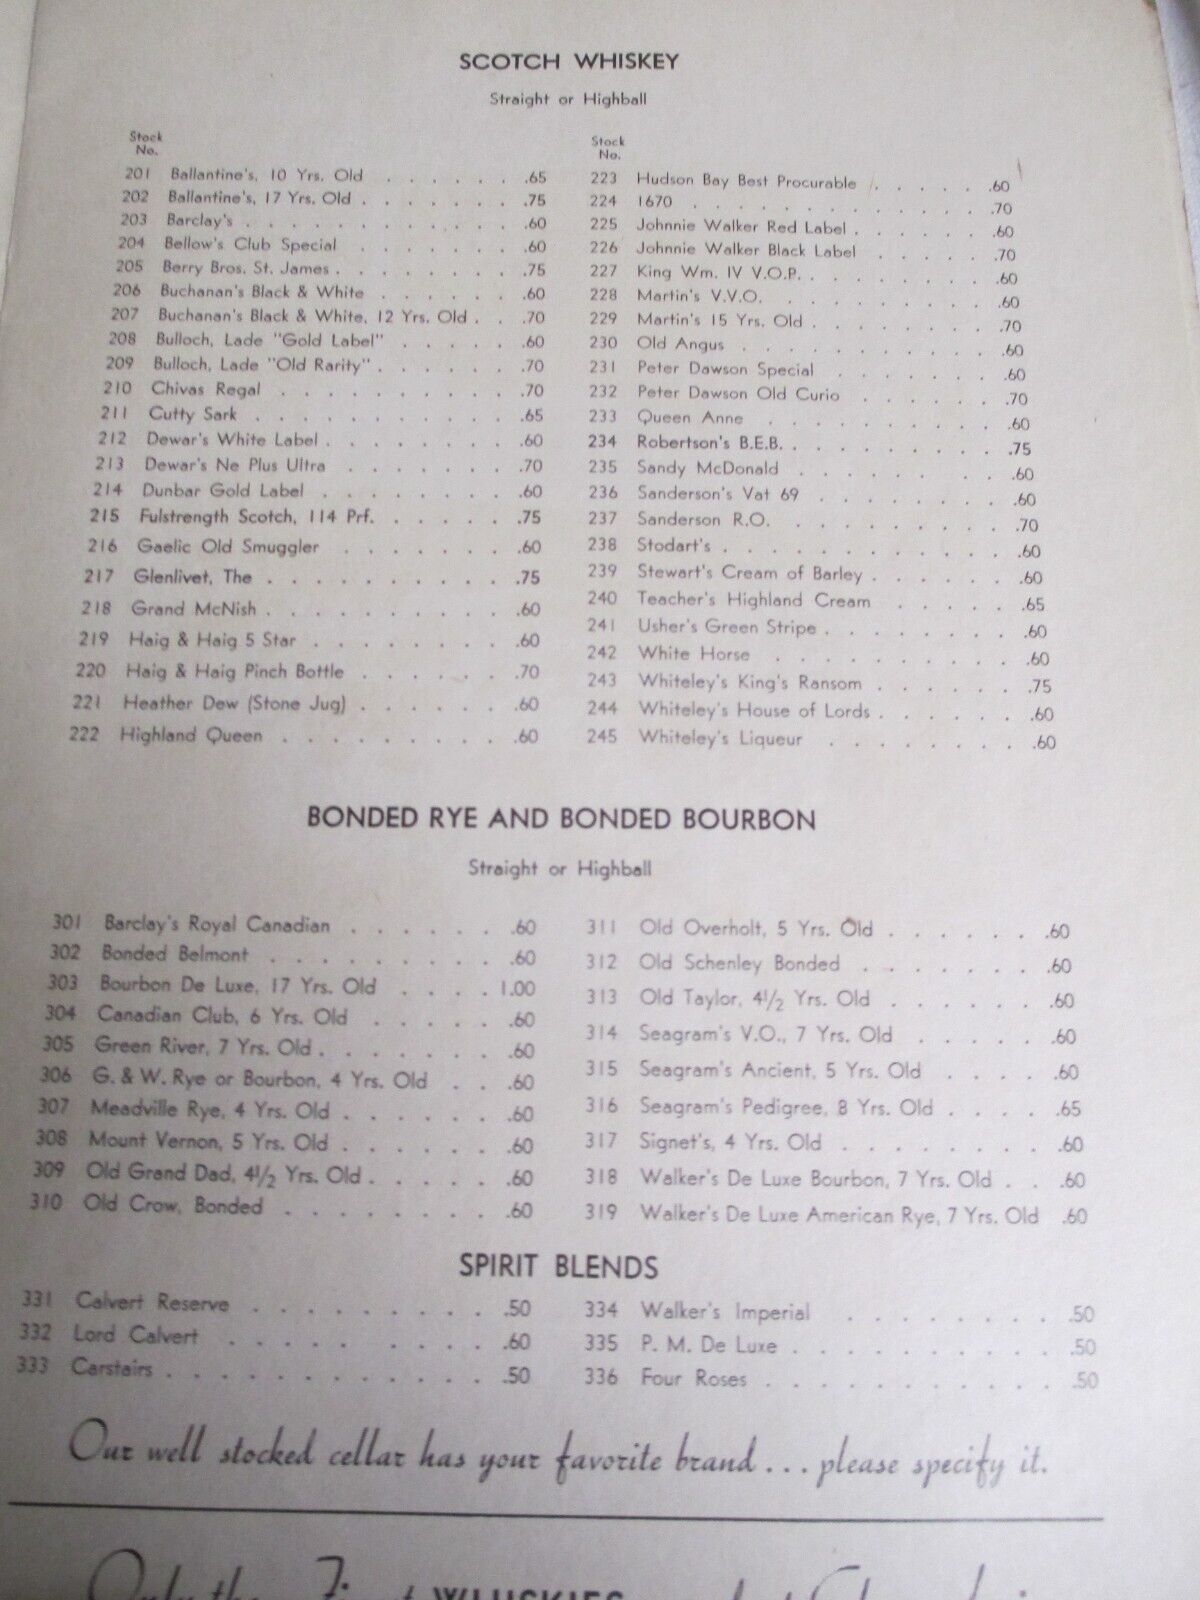 SCOTCH WHISKEY
Straight or Highball
Stock
No.
201 Ballantine's, 10 Yrs. Old . . . . . . .65
202 Ballantine's, 17 Yrs. Old . . . . . . . .75
203 Barclay's . . . . . . . . . . . .60
204 Bellow's Club Special . . . . . . . .60
205 Berry Bros. St. James . . . . . . . . .75
206 Buchanan's Black & White . . . . . . .60
207 Buchanan's Black & White, 12 Yrs. Old . . .70
208 Bulloch, Lade "Gold Label" . . . . . .60
209 Bulloch, Lade "Old Rarity" . . . . . . .70
210 Chivas Regal . . . . . . . . . . .70
211 Cutty Sark . . . . . . . . . . . .65
212 Dewar's White Label . . . . . . . . .60
213 Dewar's Ne Plus Ultra . . . . . . . .70
214 Dunbar Gold Label . . . . . . . . .60
215 Fulstrength Scotch, 114 Prf. . . . . . .75
216 Gaelic Old Smuggler . . . . . . . .60
217 Glenlivet, The . . . . . . . . . . .75
218 Grand McNish . . . . . . . . . . .60
219 Haig & Haig 5 Star . . . . . . . . .60
220 Haig & Haig Pinch Bottle . . . . . . .70
221 Heather Dew (Stone Jug) . . . . . . .60
222 Highland Queen . . . . . . . . . .60
Stock
No.
223 Hudson Bay Best Procurable . . . . . .60
224 1670 . . . . . . . . . . . . .70
225 Johnnie Walker Red Label . . . . . . .60
226 Johnnie Walker Black Label . . . . . .70
227 King Wm. IV V.O.P. . . . . . . . . .60
228 Martin's V.V.O. . . . . . . . . . .60
229 Martin's 15 Yrs. Old . . . . . . . . .70
230 Old Angus . . . . . . . . . . . .60
231 Peter Dawson Special . . . . . . . .60
232 Peter Dawson Old Curio . . . . . . .70
233 Queen Anne . . . . . . . . . . .60
234 Robertson's B.E.B. . . . . . . . . . .75
235 Sandy McDonald . . . . . . . . . .60
236 Sanderson's Vat 69 . . . . . . . . .60
237 Sanderson R.O. . . . . . . . . . .70
238 Stodart's . . . . . . . . . . . . .60
239 Stewart's Cream of Barley . . . . . . .60
240 Teacher's Highland Cream . . . . . .65
241 Usher's Green Stripe . . . . . . . . .60
242 White Horse . . . . . . . . . . .60
243 Whiteley's King's Ransom . . . . . . .75
244 Whiteley's House of Lords . . . . . . .60
245 Whiteley's Liqueur . . . . . . . . .60
BONDED RYE AND BONDED BOURBON
Straight or Highball
301 Barclay's Royal Canadian . . . . . . .60
302 Bonded Belmont . . . . . . . . . .60
303 Bourbon De Luxe, 17 Yrs. Old . . . . 1.00
304 Canadian Club, 6 Yrs. Old . . . . . .60
305 Green River, 7 Yrs. Old . . . . . . . .60
306 G. & W. Rye or Bourbon, 4 Yrs. Old . . .60
307 Meadville Rye, 4 Yrs. Old . . . . . . .60
308 Mount Vernon, 5 Yrs. Old . . . . . . .60
309 Old Grand Dad, 4½ Yrs. Old . . . . . .60
310 Old Crow, Bonded . . . . . . . . .60
311 Old Overholt, 5 Yrs. Old . . . . . . .60
312 Old Schenley Bonded . . . . . . . .60
313 Old Taylor, 4½ Yrs. Old . . . . . . .60
314 Seagram's V.O., 7 Yrs. Old . . . . . .60
315 Seagram's Ancient, 5 Yrs. Old . . . . .60
316 Seagram's Pedigree, 8 Yrs. Old . . . . .65
317 Signet's, 4 Yrs. Old . . . . . . . . .60
318 Walker's De Luxe Bourbon, 7 Yrs. Old . . .60
319 Walker's De Luxe American Rye, 7 Yrs. Old .60
SPIRIT BLENDS
331 Calvert Reserve . . . . . . . . . .50
332 Lord Calvert . . . . . . . . . . .60
333 Carstairs . . . . . . . . . . . . .50
334 Walker's Imperial . . . . . . . . .50
335 P. M. De Luxe . . . . . . . . . . .50
336 Four Roses . . . . . . . . . . . .50
Our well stocked cellar has your favorite brand . . . please specify it.
Only the Finest WHISKIES